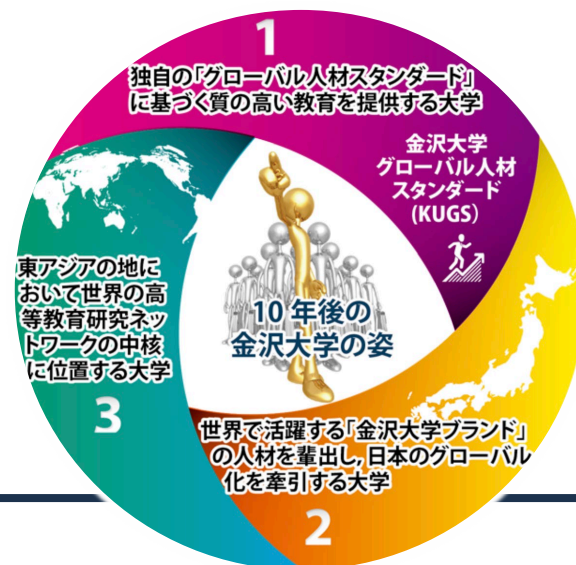 1
独自の「グローバル人材スタンダード」
に基づく質の高い教育を提供する大学
金沢大学
グローバル人材
スタンダード
(KUGS)
10年後の
金沢大学の姿
世界で活躍する「金沢大学ブランド」
の人材を輩出し,日本のグローバル
化を牽引する大学
2
東アジアの地に
おいて世界の高
等教育研究ネッ
トワークの中核
に位置する大学
3